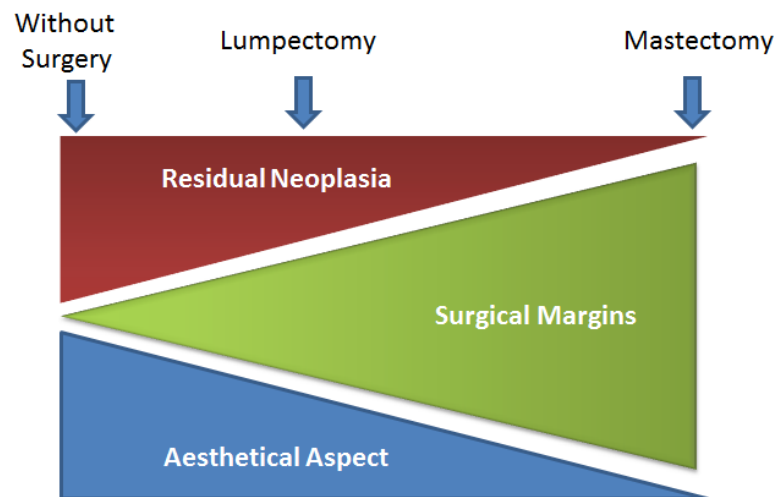 Without
Surgery
Lumpectomy
Mastectomy
Residual Neoplasia
Surgical Margins
Aesthetical Aspect